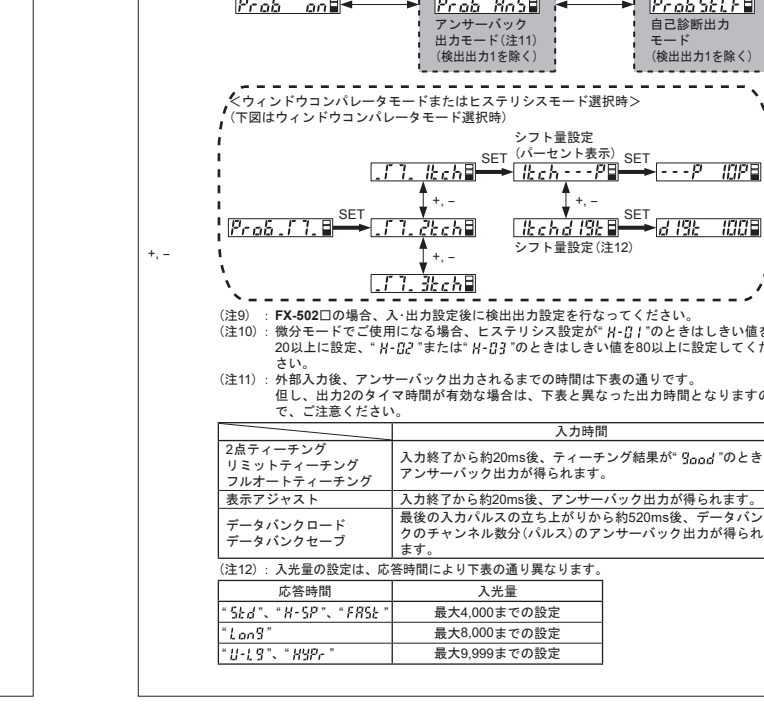 Prob on
Prob AnS
ProbSELF
アンサーバック
出力モード(注11)
(検出出力1を除く)
自己診断出力
モード
(検出出力1を除く)
<ウィンドウコンパレータモードまたはヒステリシスモード選択時>
(下図はウィンドウコンパレータモード選択時)
シフト量設定
(パーセント表示)
SET
SET
1tch---P
---P 10P
+, −
+, −
SET
SET
1tchd19t
d19t 100
シフト量設定(注12)
+, −
+, −
(注9) : FX-502□の場合、入・出力設定後に検出出力設定を行なってください。
(注10) : 微分モードでご使用になる場合、ヒステリシス設定が“ H-01 ”のときはしきい値を
20以上に設定、“ H-02 ”または“ H-03 ”のときはしきい値を80以上に設定してくだ
さい。
(注11) : 外部入力後、アンサーバック出力されるまでの時間は下表の通りです。
但し、出力2のタイマ時間が有効な場合は、下表と異なった出力時間となりますの
で、ご注意ください。
入力時間
2点ティーチング
リミットティーチング
フルオートティーチング
入力終了から約20ms後、ティーチング結果が“ good ”のとき
アンサーバック出力が得られます。
表示アジャスト
入力終了から約20ms後、アンサーバック出力が得られます。
データバンクロード
データバンクセーブ
最後の入力パルスの立ち上がりから約520ms後、データバン
クのチャンネル数分(パルス)のアンサーバック出力が得られ
ます。
(注12) : 入光量の設定は、応答時間により下表の通り異なります。
応答時間 入光量
“ Std ”、“ H-SP ”、“ FASt ” 最大4,000までの設定
“ Long ” 最大8,000までの設定
“ U-Lg ”、“ HYPr ” 最大9,999までの設定